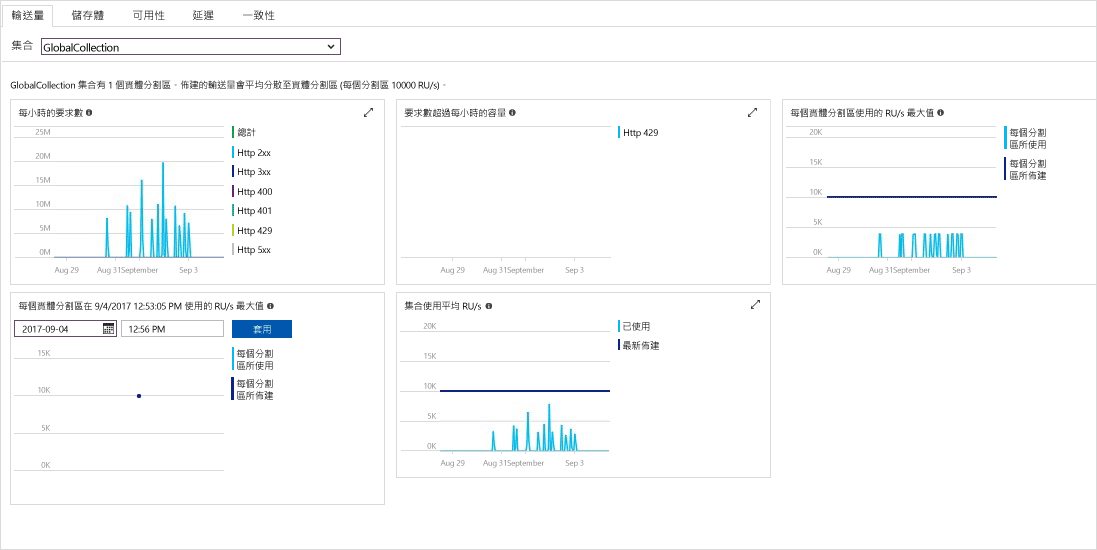 輸送量 儲存體 可用性 延遲 一致性
集合 GlobalCollection
GlobalCollection 集合有 1 個實體分割區。佈建的輸送量會平均分散至實體分割區 (每個分割區 10000 RU/s)。
每小時的要求數
25M
20M
15M
10M
5M
0M
Aug 29 Aug 31 September Sep 3
總計
Http 2xx
Http 3xx
Http 400
Http 401
Http 429
Http 5xx
要求數超過每小時的容量
Aug 29 Aug 31 September Sep 3
Http 429
每個實體分割區使用的 RU/s 最大值
20K
15K
10K
5K
0K
Aug 29 Aug 31 September Sep 3
每個分割
區所使用
每個分割
區所佈建
每個實體分割區在 9/4/2017 12:53:05 PM 使用的 RU/s 最大值
2017-09-04 12:56 PM 套用
15K
10K
5K
0K
每個分割
區所使用
每個分割
區所佈建
集合使用平均 RU/s
20K
15K
10K
5K
0K
Aug 29 Aug 31 September Sep 3
已使用
最新佈建